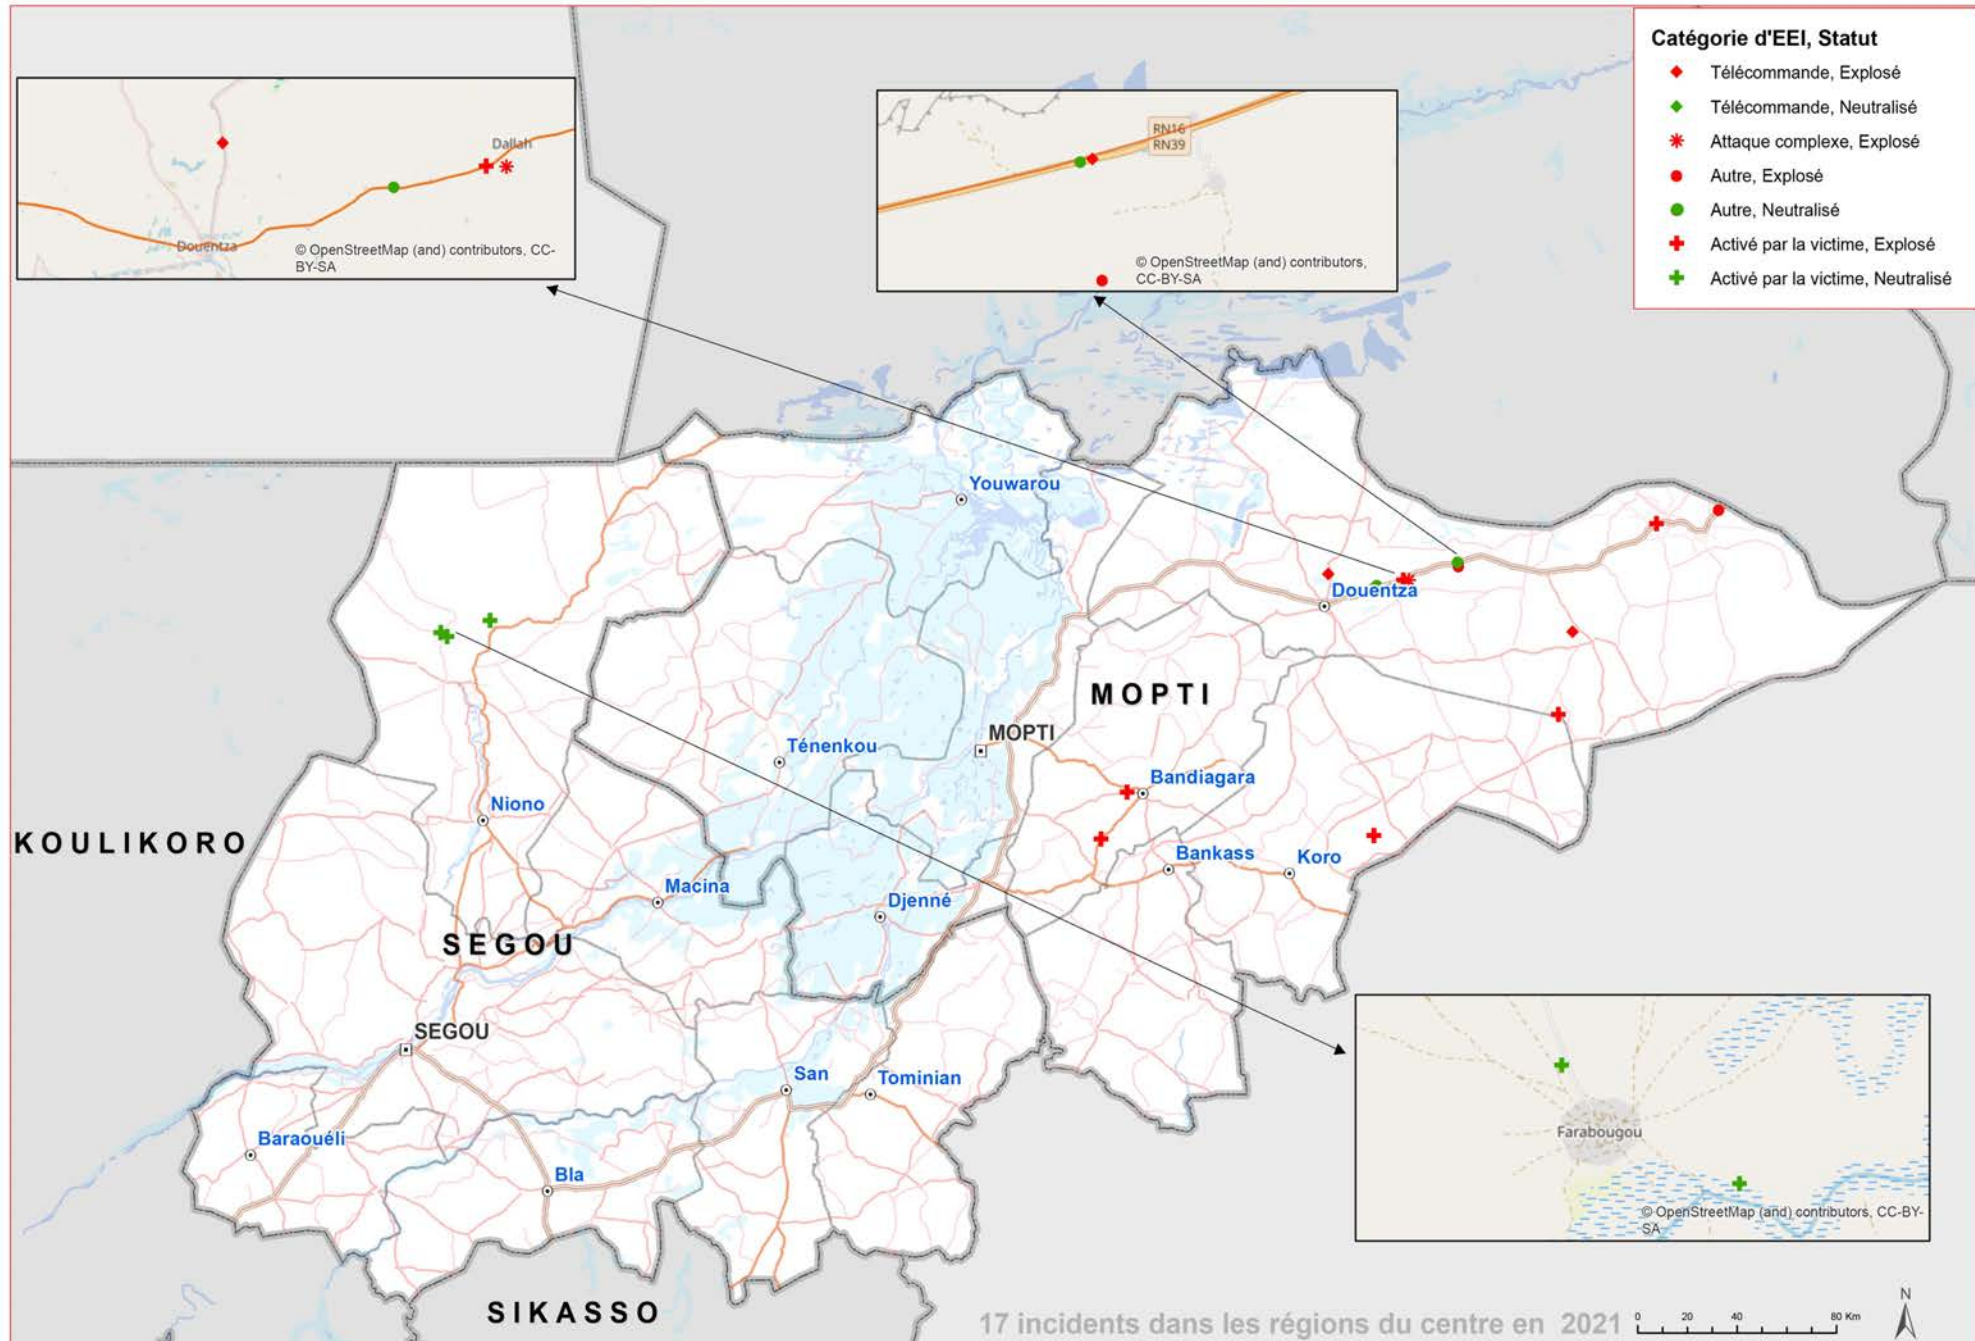 Catégorie d'EEI, Statut
Télécommande, Explosé
Télécommande, Neutralisé
Attaque complexe, Explosé
Autre, Explosé
Autre, Neutralisé
Activé par la victime, Explosé
Activé par la victime, Neutralisé
Dallah
Douentza
© OpenStreetMap (and) contributors, CC-
BY-SA
RN16
RN39
© OpenStreetMap (and) contributors,
CC-BY-SA
Youwarou
Douentza
MOPTI
MOPTI
Ténenkou
Bandiagara
Niono
KOULIKORO
Bankass
Koro
Macina
Djenné
SEGOU
SEGOU
San
Tominian
Baraouéli
Bla
Farabougou
© OpenStreetMap (and) contributors, CC-BY-
SA
SIKASSO
17 incidents dans les régions du centre en 2021
0 20 40 80 Km
N